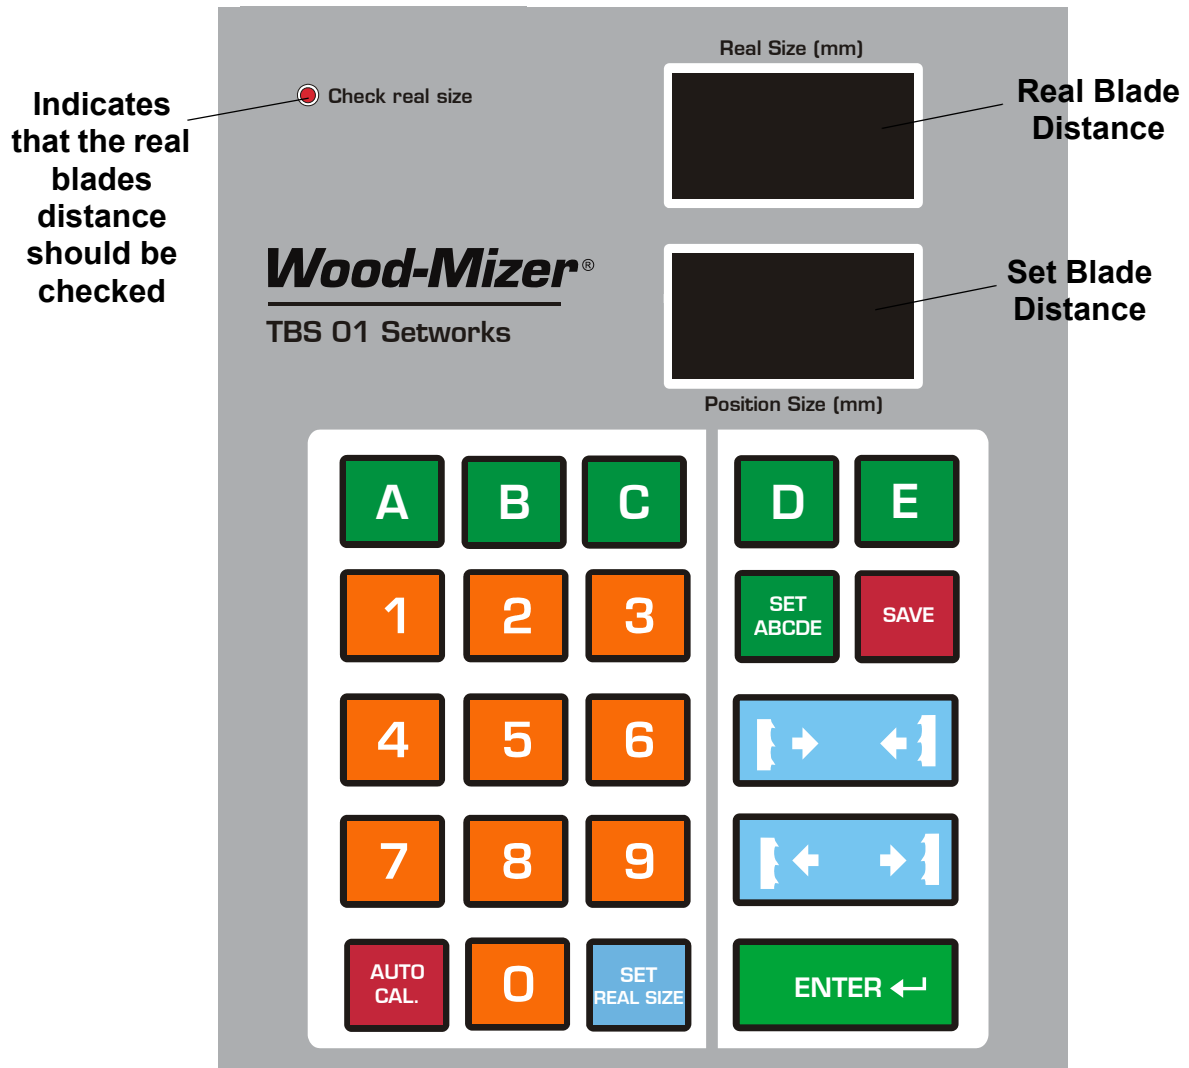 Real Size (mm)
Check real size
Indicates
that the real
blades
distance
should be
checked
Real Blade
Distance
Wood-Mizer®
TBS 01 Setworks
Set Blade
Distance
Position Size (mm)
A B C D E
1 2 3
SET
ABCDE
SAVE
4 5 6
7 8 9
AUTO
CAL.
0
SET
REAL SIZE
ENTER